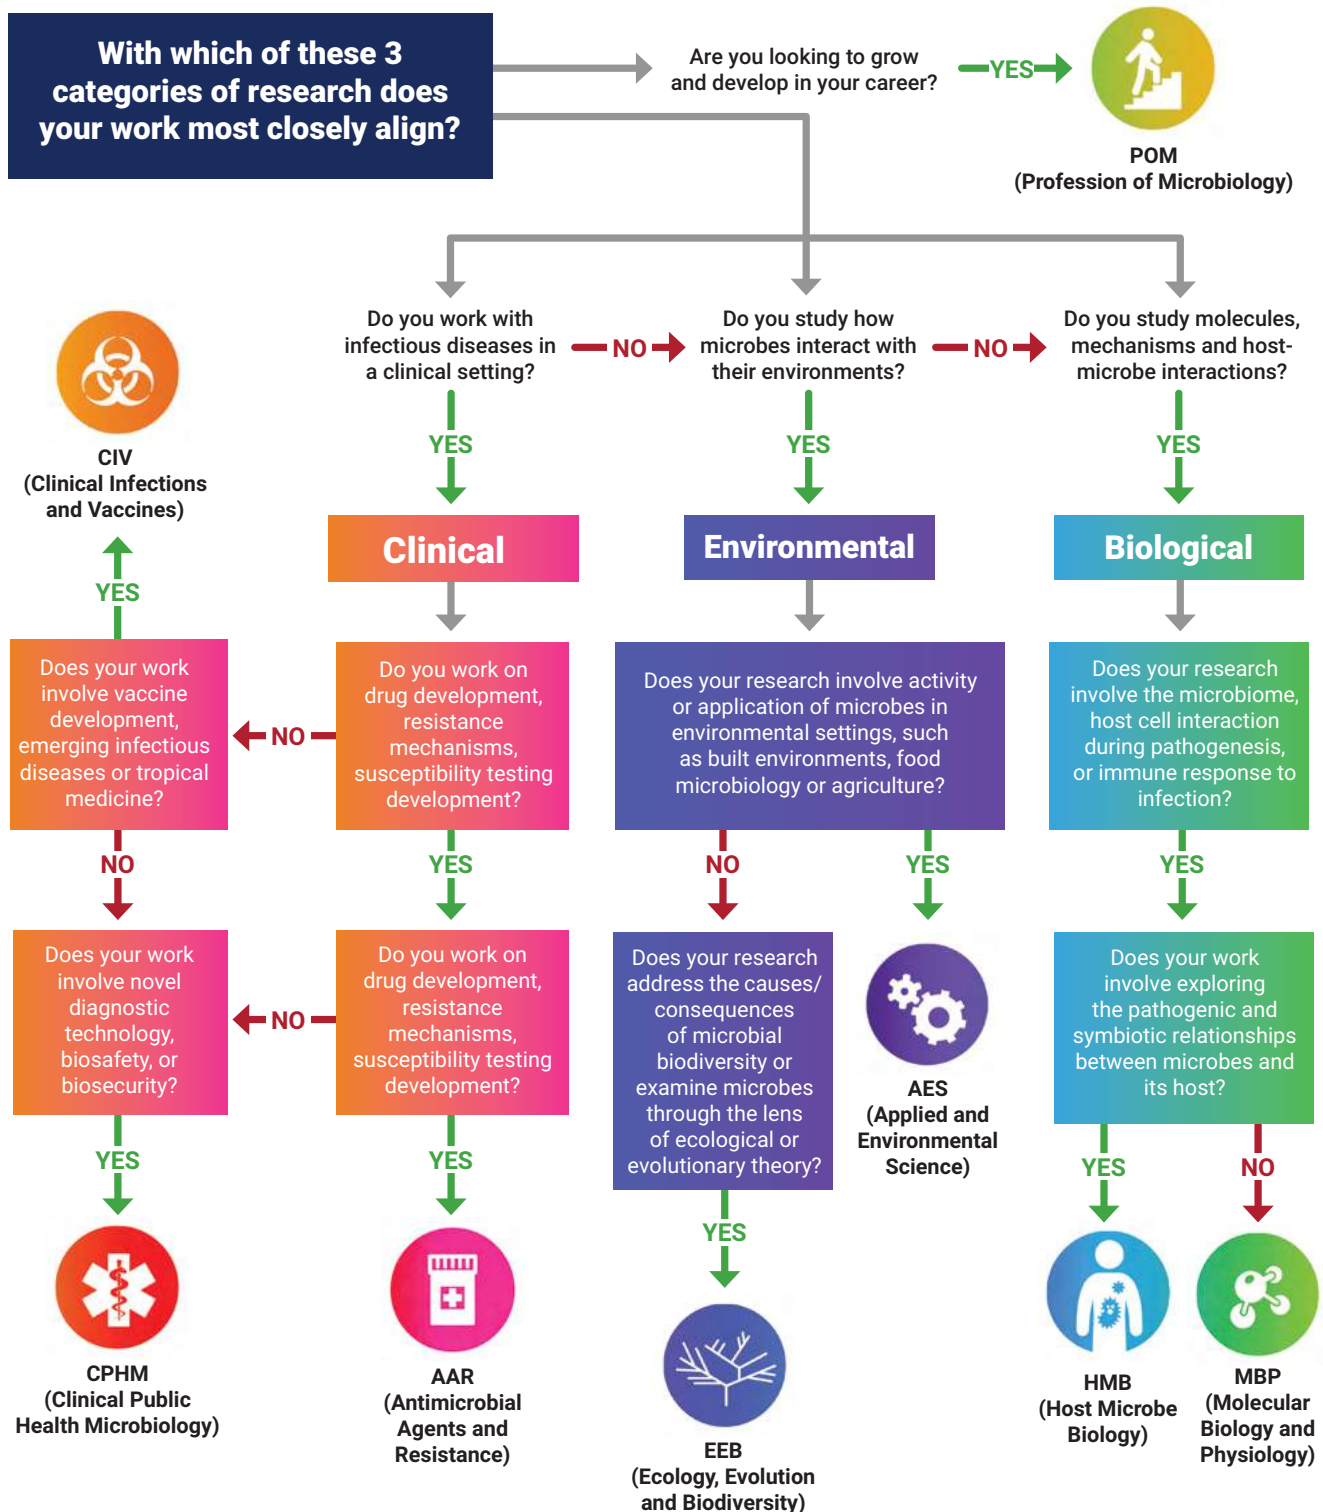 With which of these 3
categories of research does
your work most closely align?
Are you looking to grow
and develop in your career?
YES
POM
(Profession of Microbiology)
Do you work with
infectious diseases in
a clinical setting?
NO
Do you study how
microbes interact with
their environments?
NO
Do you study molecules,
mechanisms and host-
microbe interactions?
CIV
(Clinical Infections
and Vaccines)
YES
YES
YES
YES
Clinical
Environmental
Biological
Does your work
involve vaccine
development,
emerging infectious
diseases or tropical
medicine?
NO
Do you work on
drug development,
resistance
mechanisms,
susceptibility testing
development?
Does your research involve activity
or application of microbes in
environmental settings, such
as built environments, food
microbiology or agriculture?
Does your research
involve the microbiome,
host cell interaction
during pathogenesis,
or immune response to
infection?
NO
YES
NO
YES
YES
Does your work
involve novel
diagnostic
technology,
biosafety, or
biosecurity?
NO
Do you work on
drug development,
resistance
mechanisms,
susceptibility testing
development?
Does your research
address the causes/
consequences
of microbial
biodiversity or
examine microbes
through the lens
of ecological or
evolutionary theory?
AES
(Applied and
Environmental
Science)
Does your work
involve exploring
the pathogenic and
symbiotic relationships
between microbes and
its host?
YES
YES
YES
YES
NO
CPHM
(Clinical Public
Health Microbiology)
AAR
(Antimicrobial
Agents and
Resistance)
EEB
(Ecology, Evolution
and Biodiversity)
HMB
(Host Microbe
Biology)
MBP
(Molecular
Biology and
Physiology)